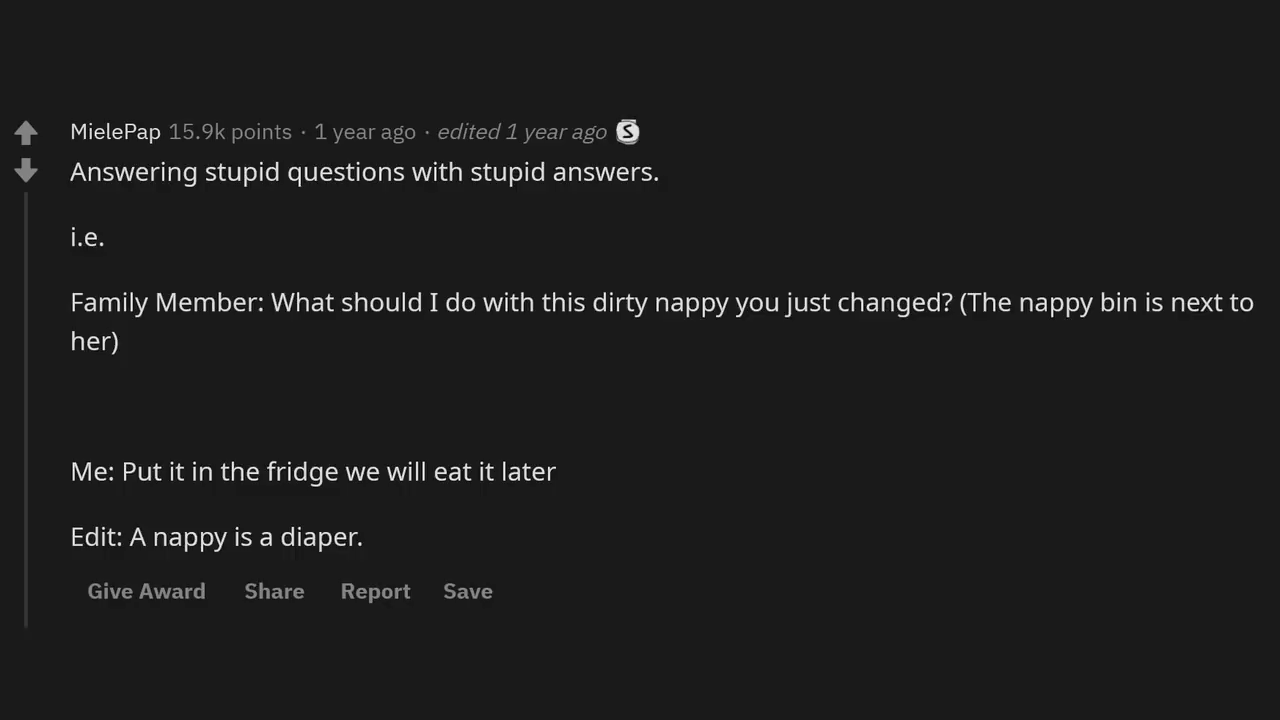 MielePap 15.9k points · 1 year ago · edited 1 year ago S
Answering stupid questions with stupid answers.
i.e.
Family Member: What should I do with this dirty nappy you just changed? (The nappy bin is next to
her)
Me: Put it in the fridge we will eat it later
Edit: A nappy is a diaper.
Give Award Share Report Save